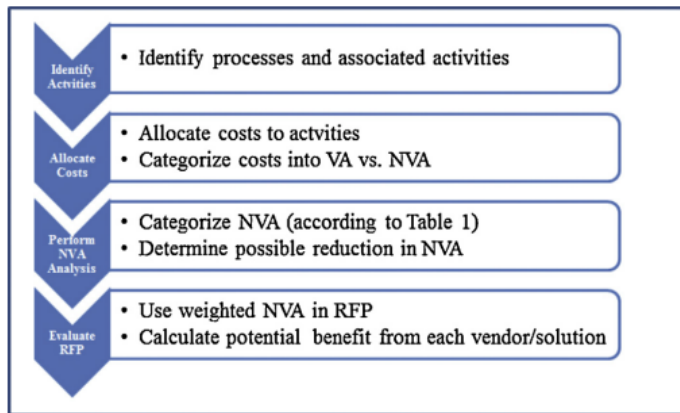 Identify
Actvities
• Identify processes and associated activities
Allocate
Costs
• Allocate costs to actvities
• Categorize costs into VA vs. NVA
Perform
NVA
Analysis
• Categorize NVA (according to Table 1)
• Determine possible reduction in NVA
Evaluate
RFP
• Use weighted NVA in RFP
• Calculate potential benefit from each vendor/solution